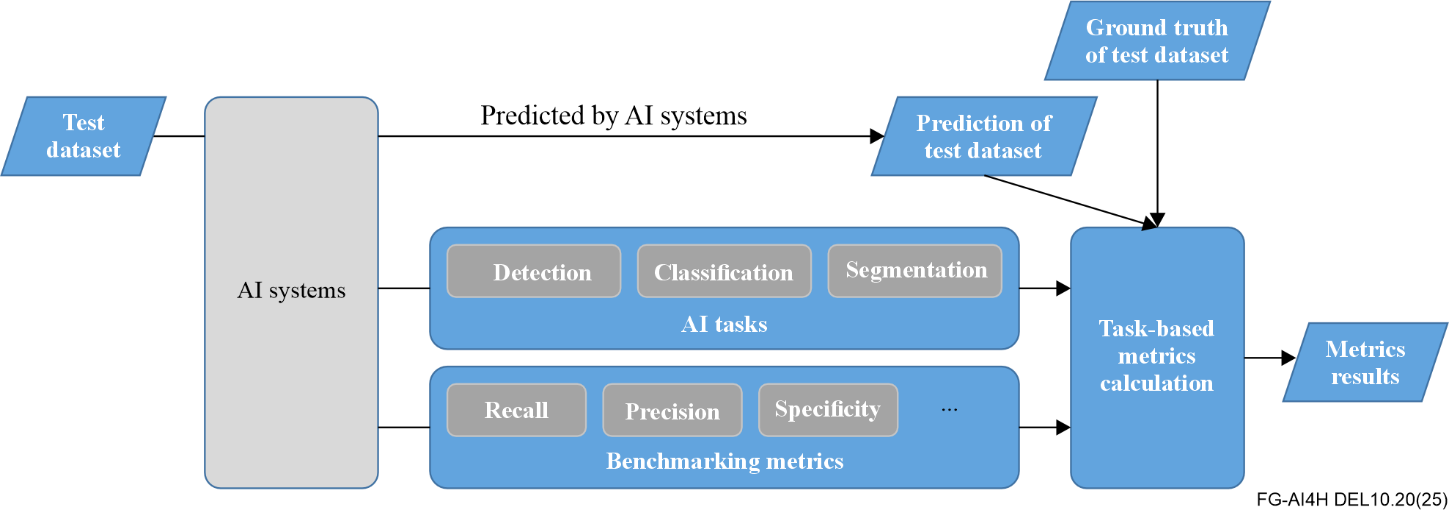 Ground truth
of test dataset
Test
dataset
Predicted by AI systems
Prediction of
test dataset
AI systems
Detection
Classification
Segmentation
AI tasks
Recall
Precision
Specificity
...
Benchmarking metrics
Task-based
metrics
calculation
Metrics
results
FG-AI4H DEL10.20(25)